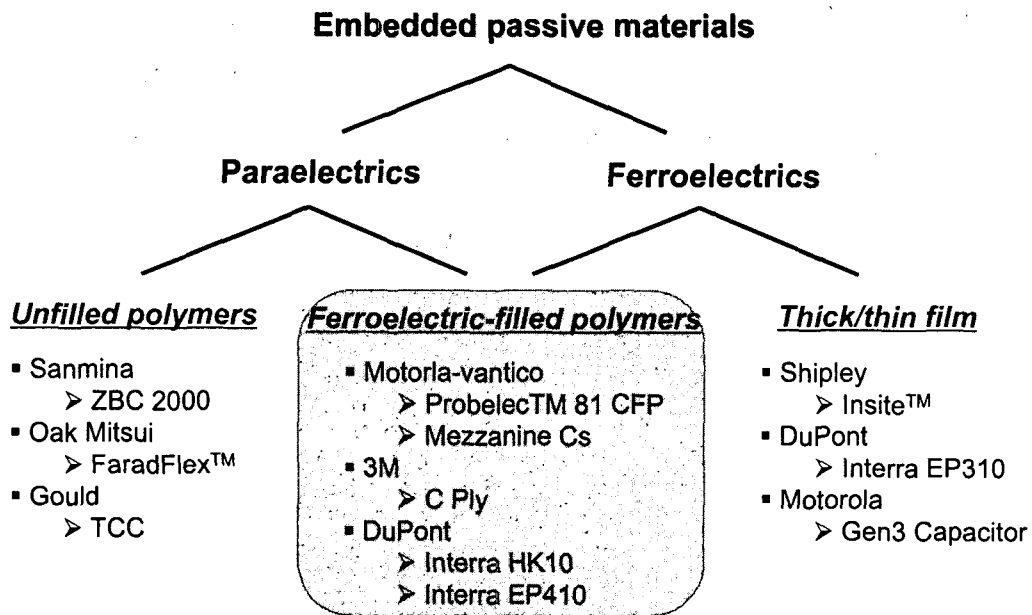 Embedded passive materials
Paraelectrics
Ferroelectrics
Unfilled polymers
▪ Sanmina
➢ ZBC 2000
▪ Oak Mitsui
➢ FaradFlex™
▪ Gould
➢ TCC
Ferroelectric-filled polymers
▪ Motorla-vantico
➢ ProbelecTM 81 CFP
➢ Mezzanine Cs
▪ 3M
➢ C Ply
▪ DuPont
➢ Interra HK10
➢ Interra EP410
Thick/thin film
▪ Shipley
➢ Insite™
▪ DuPont
➢ Interra EP310
▪ Motorola
➢ Gen3 Capacitor